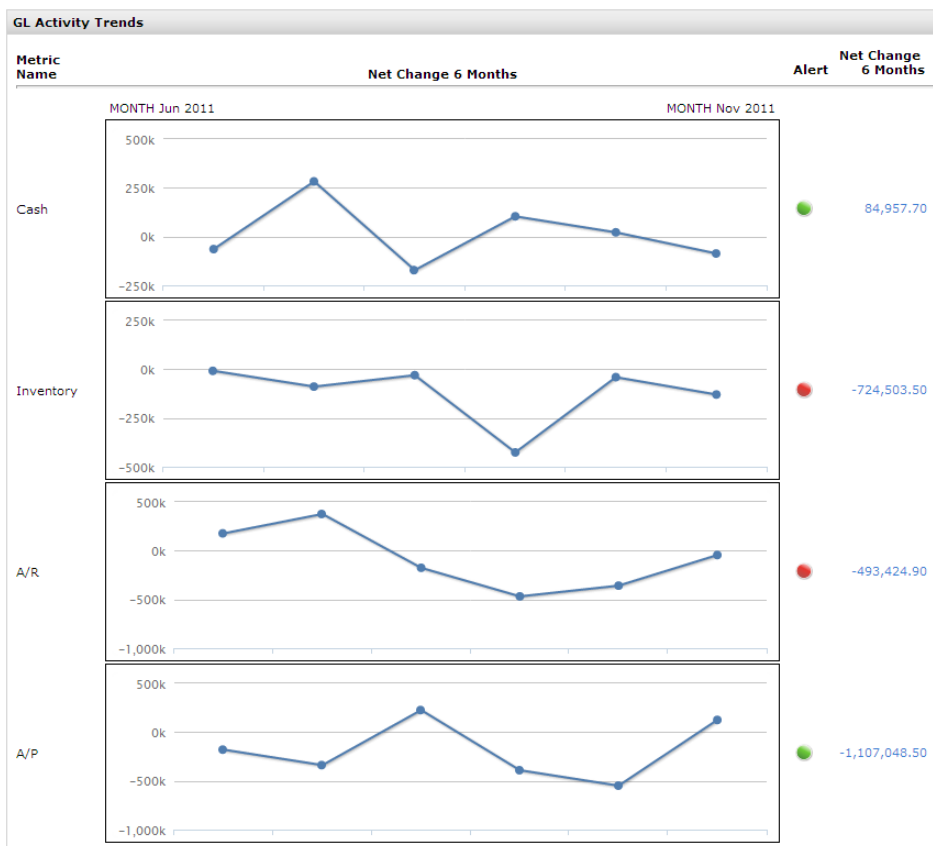 GL Activity Trends
Metric Name
Net Change 6 Months
Alert
Net Change 6 Months
MONTH Jun 2011
MONTH Nov 2011
Cash
500k
250k
0k
−250k
84,957.70
Inventory
250k
0k
−250k
−500k
-724,503.50
A/R
500k
0k
−500k
−1,000k
-493,424.90
A/P
500k
0k
−500k
−1,000k
-1,107,048.50